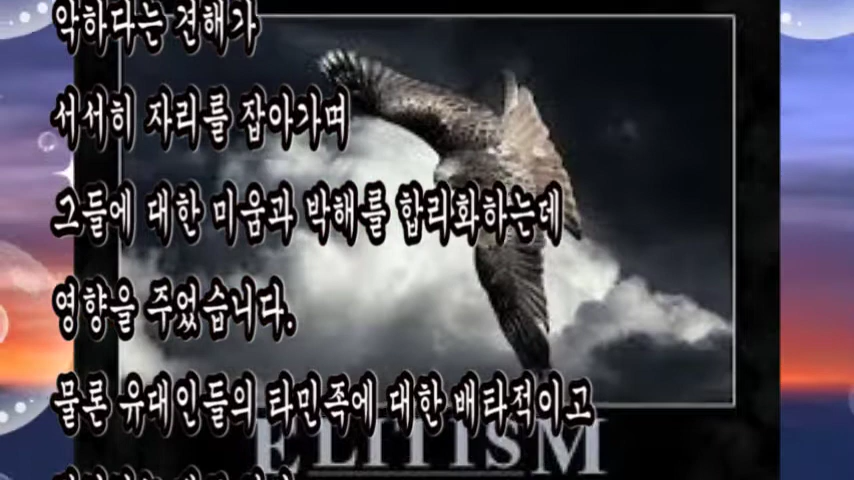 악하다는 견해가
서서히 자리를 잡아가며
그들에 대한 미움과 박해를 합리화하는데
영향을 주었습니다.
물론 유대인들의 타민족에 대한 배타적이고
ELITISM